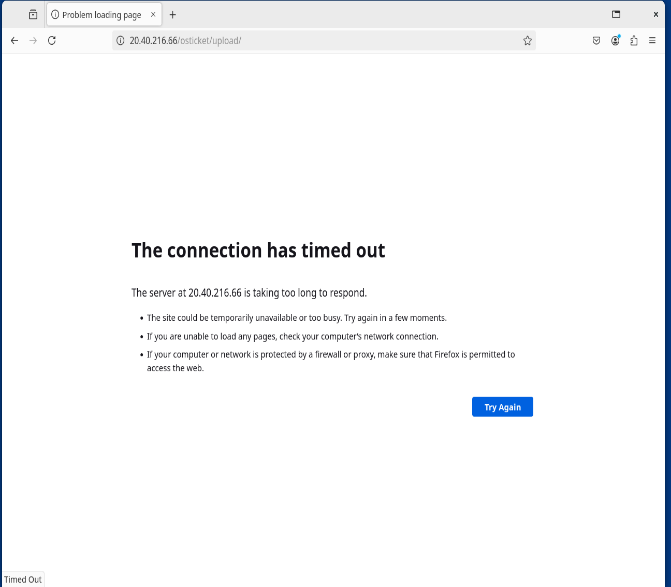 Problem loading page
20.40.216.66/osticket/upload/
The connection has timed out
The server at 20.40.216.66 is taking too long to respond.
• The site could be temporarily unavailable or too busy. Try again in a few moments.
• If you are unable to load any pages, check your computer's network connection.
• If your computer or network is protected by a firewall or proxy, make sure that Firefox is permitted to
access the web.
Try Again
Timed Out